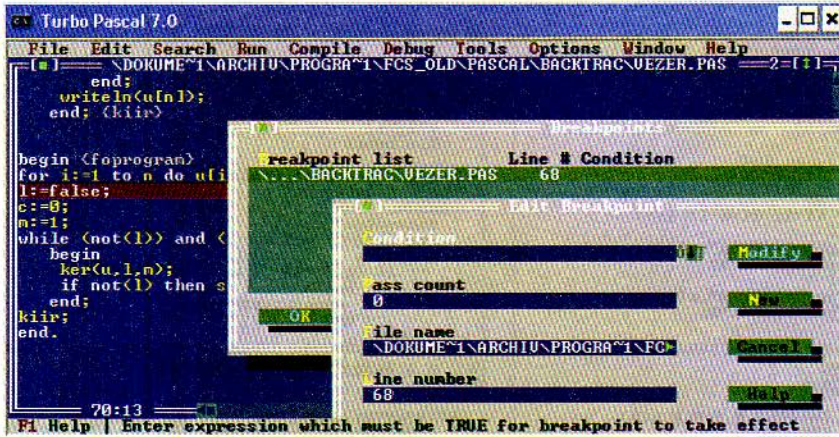 Turbo Pascal 7.0
File Edit Search Run Compile Debug Tools Options Window Help
\DOKUME~1\ARCHIV\PROGRA~1\FCS_OLD\PASCAL\BACKTRAC\VEZER.PAS 2=[↕]
end;
writeln(u[n]);
end; {kiir}
begin {foprogram}
for i:=1 to n do u[i
l:=false;
c:=0;
m:=1;
while (not(l)) and (
begin
ker(u,l,m);
if not(l) then s
end;
kiir;
end.
70:13
Breakpoints
Breakpoint list Line # Condition
\...\BACKTRAC\VEZER.PAS 68
OK
Edit Breakpoint
Condition
Pass count
0
File name
\DOKUME~1\ARCHIV\PROGRA~1\FC
Line number
68
Modify
New
Cancel
Help
F1 Help | Enter expression which must be TRUE for breakpoint to take effect